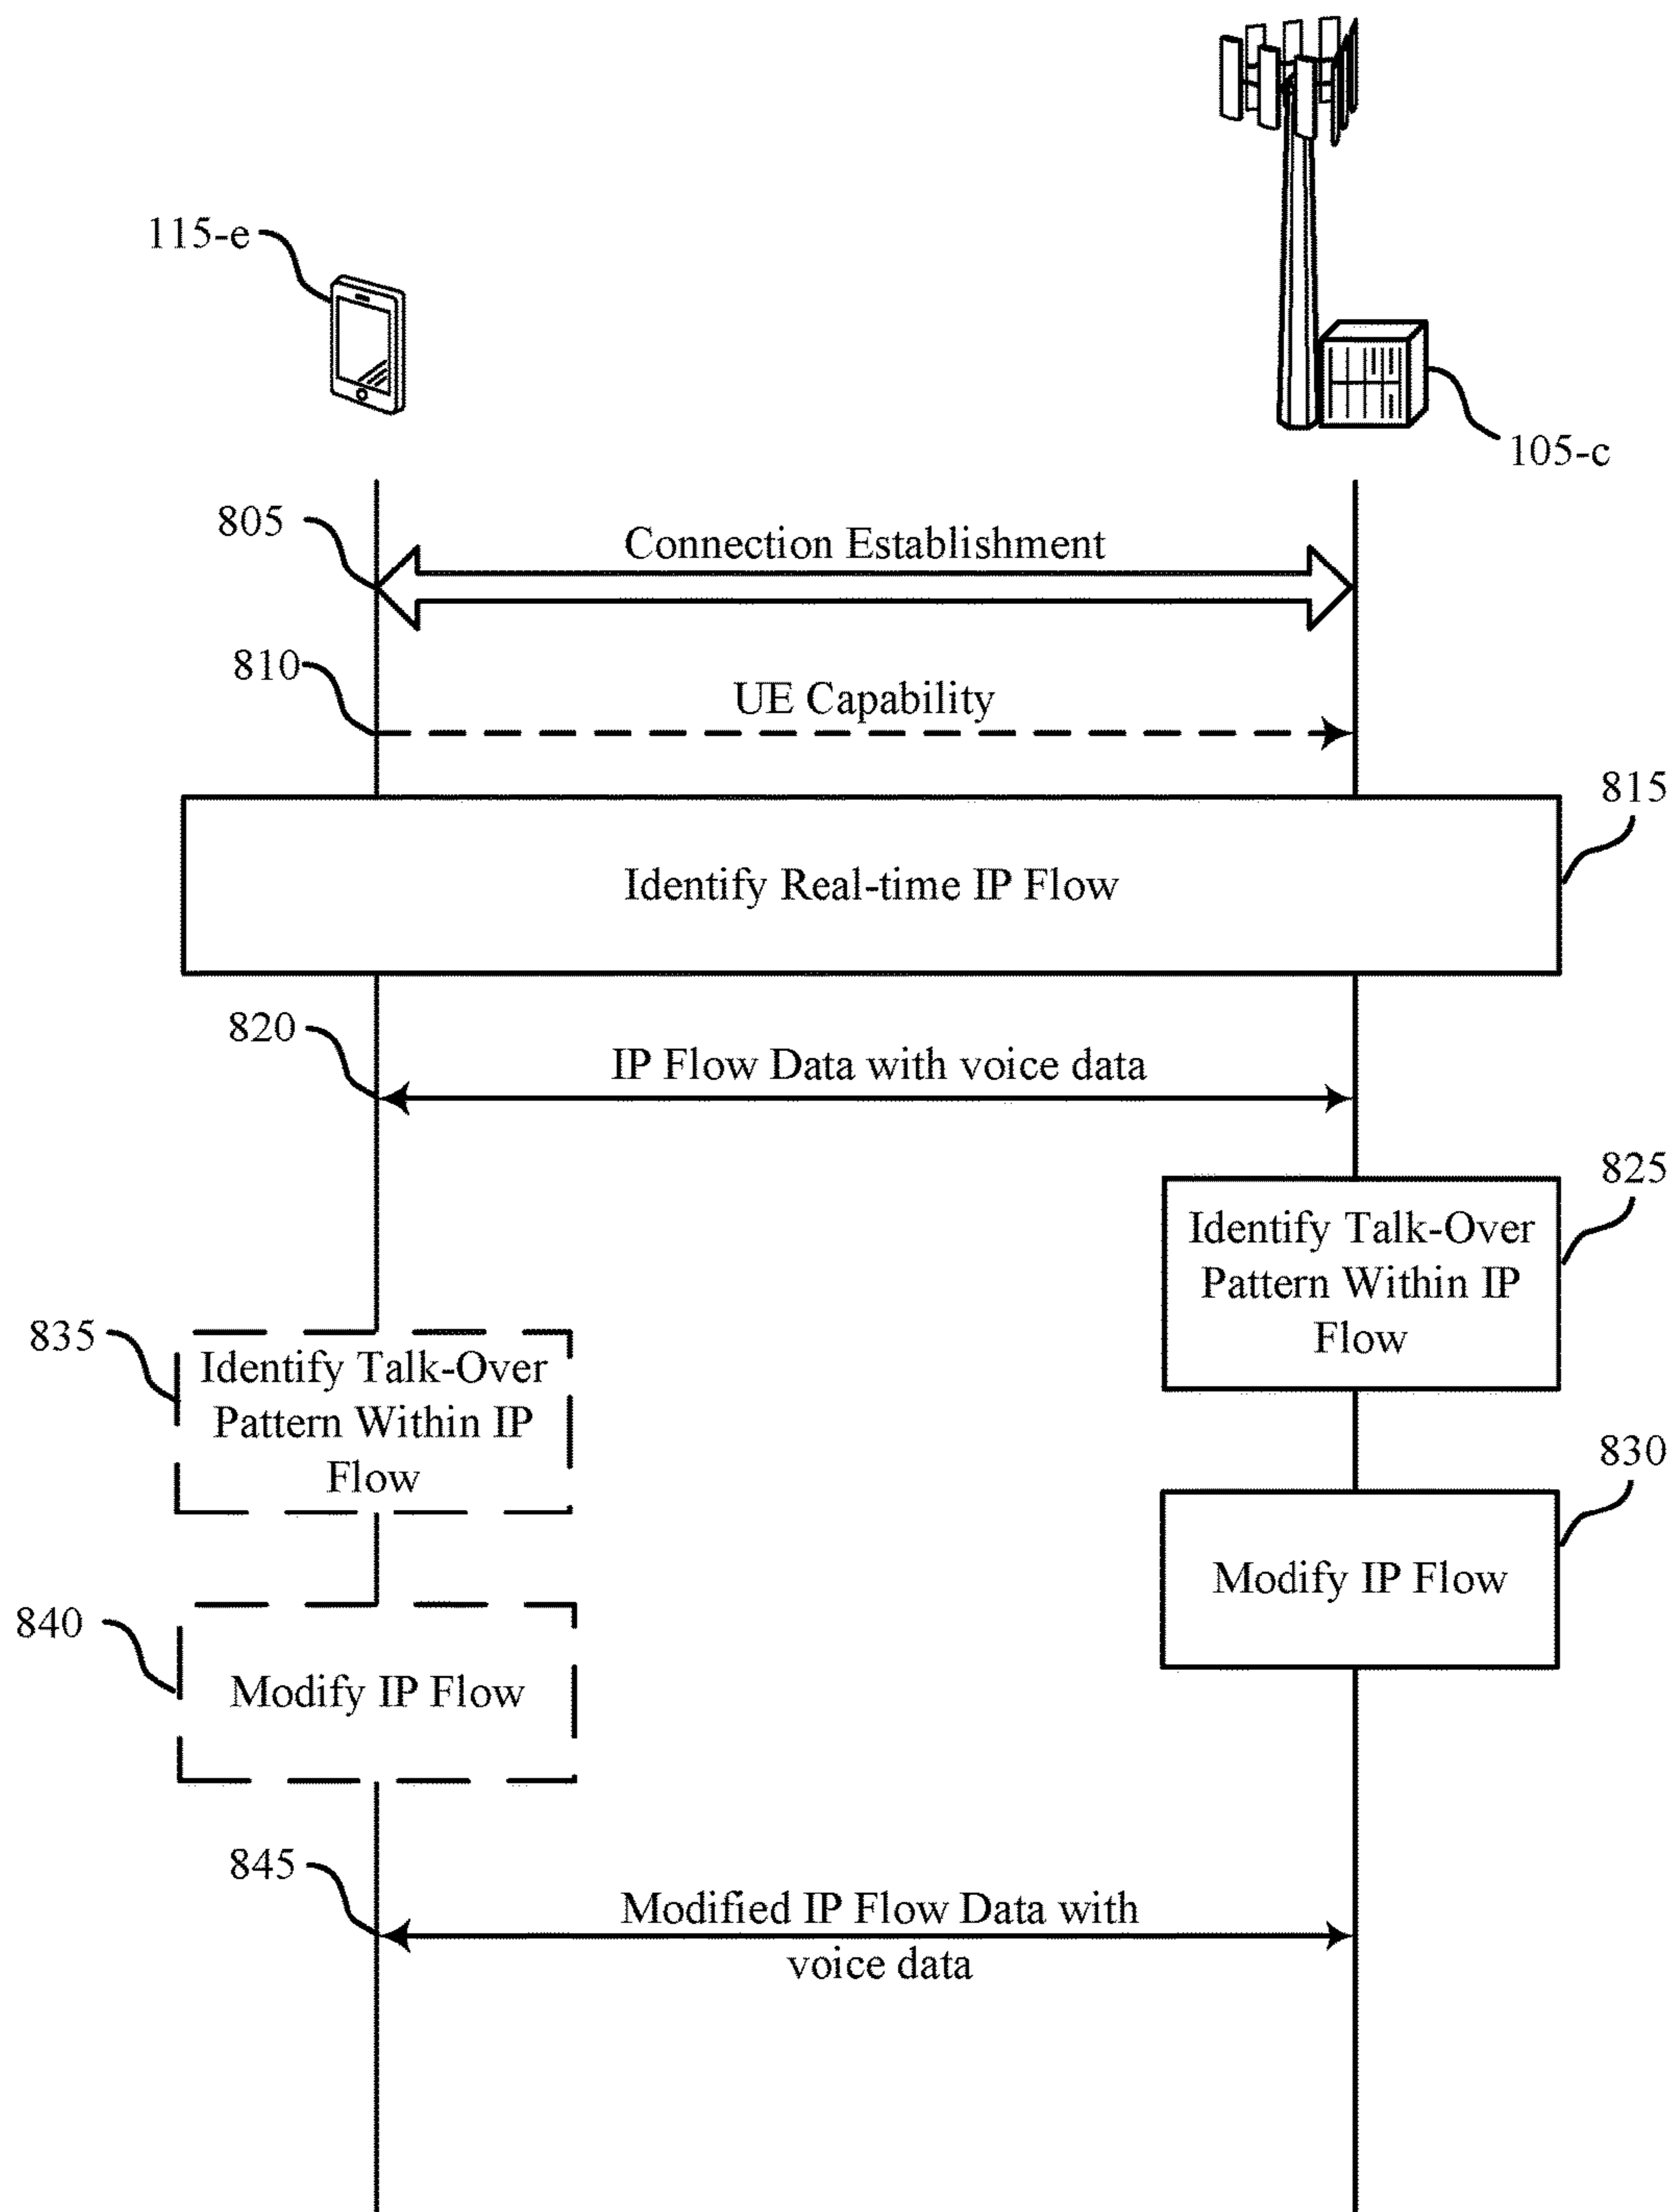 115-e
105-c
805
Connection Establishment
810
UE Capability
815
Identify Real-time IP Flow
820
IP Flow Data with voice data
825
Identify Talk-Over
Pattern Within IP
Flow
835
Identify Talk-Over
Pattern Within IP
Flow
830
Modify IP Flow
840
Modify IP Flow
845
Modified IP Flow Data with
voice data